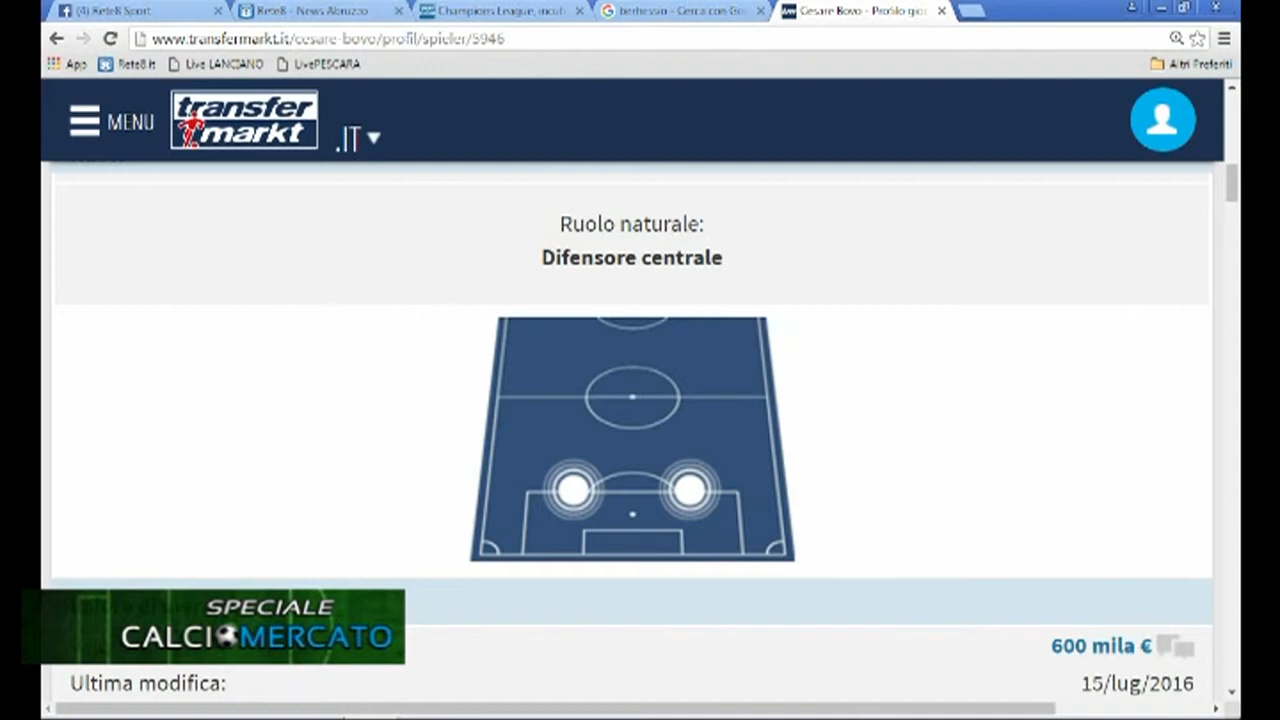 (4) Rete8 Sport
Rete8 - News Abruzzo
Champions League, incub
Cerca con Go
Cesare Bovo - Profilo gioc
www.transfermarkt.it/cesare-bovo/profil/spieler/5946
App
Rete8.it
Live LANCIANO
LivePESCARA
Altri Preferiti
MENU
transfer
markt
.IT
Ruolo naturale:
Difensore centrale
SPECIALE
CALCIOMERCATO
600 mila €
Ultima modifica:
15/lug/2016